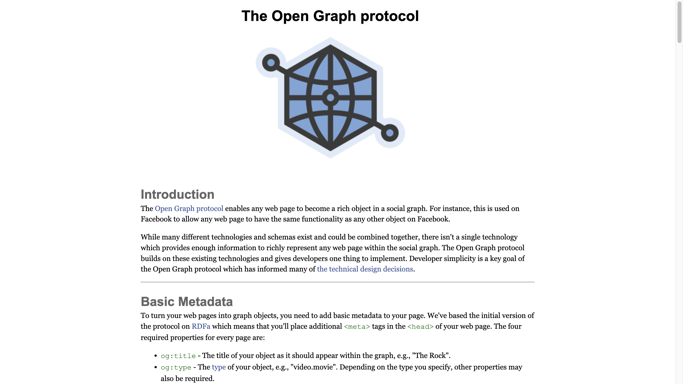 The Open Graph protocol
Introduction
The Open Graph protocol enables any web page to become a rich object in a social graph. For instance, this is used on
Facebook to allow any web page to have the same functionality as any other object on Facebook.
While many different technologies and schemas exist and could be combined together, there isn't a single technology
which provides enough information to richly represent any web page within the social graph. The Open Graph protocol
builds on these existing technologies and gives developers one thing to implement. Developer simplicity is a key goal of
the Open Graph protocol which has informed many of the technical design decisions.
Basic Metadata
To turn your web pages into graph objects, you need to add basic metadata to your page. We've based the initial version of
the protocol on RDFa which means that you'll place additional <meta> tags in the <head> of your web page. The four
required properties for every page are:
• og:title - The title of your object as it should appear within the graph, e.g., "The Rock".
• og:type - The type of your object, e.g., "video.movie". Depending on the type you specify, other properties may
also be required.